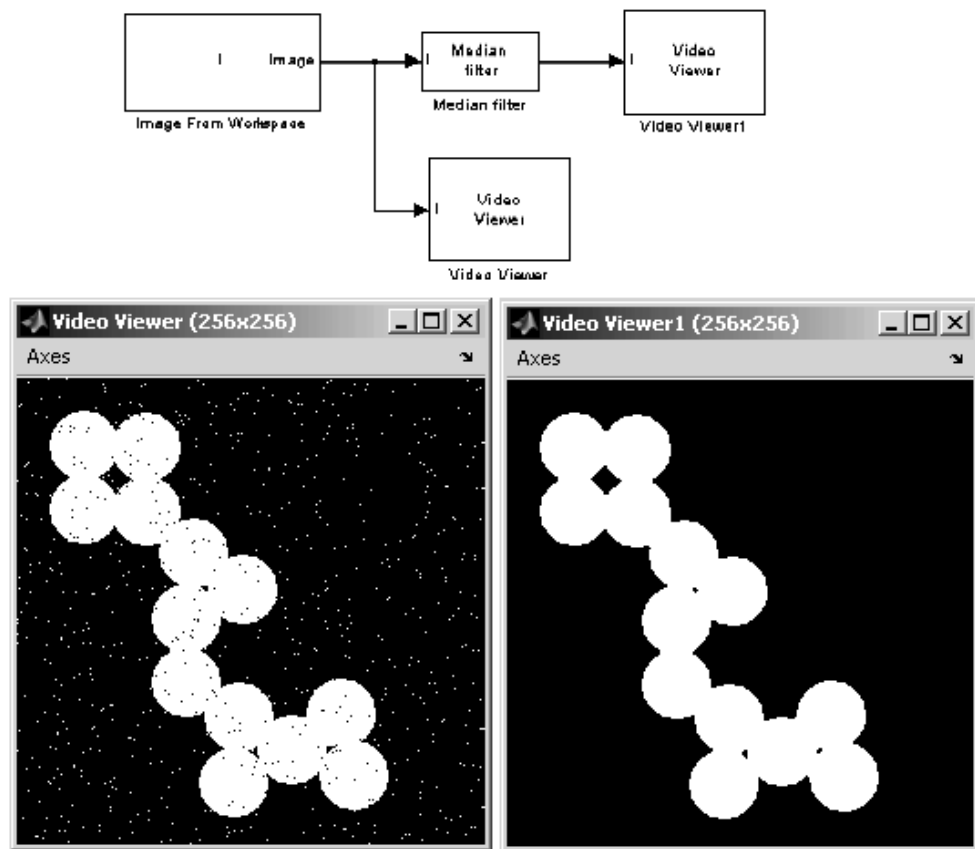 I
Image
Image From Workspace
I
Median
filter
Median filter
I
Video
Viewer
Video Viewer1
I
Video
Viewer
Video Viewer
Video Viewer (256x256)
Axes
Video Viewer1 (256x256)
Axes